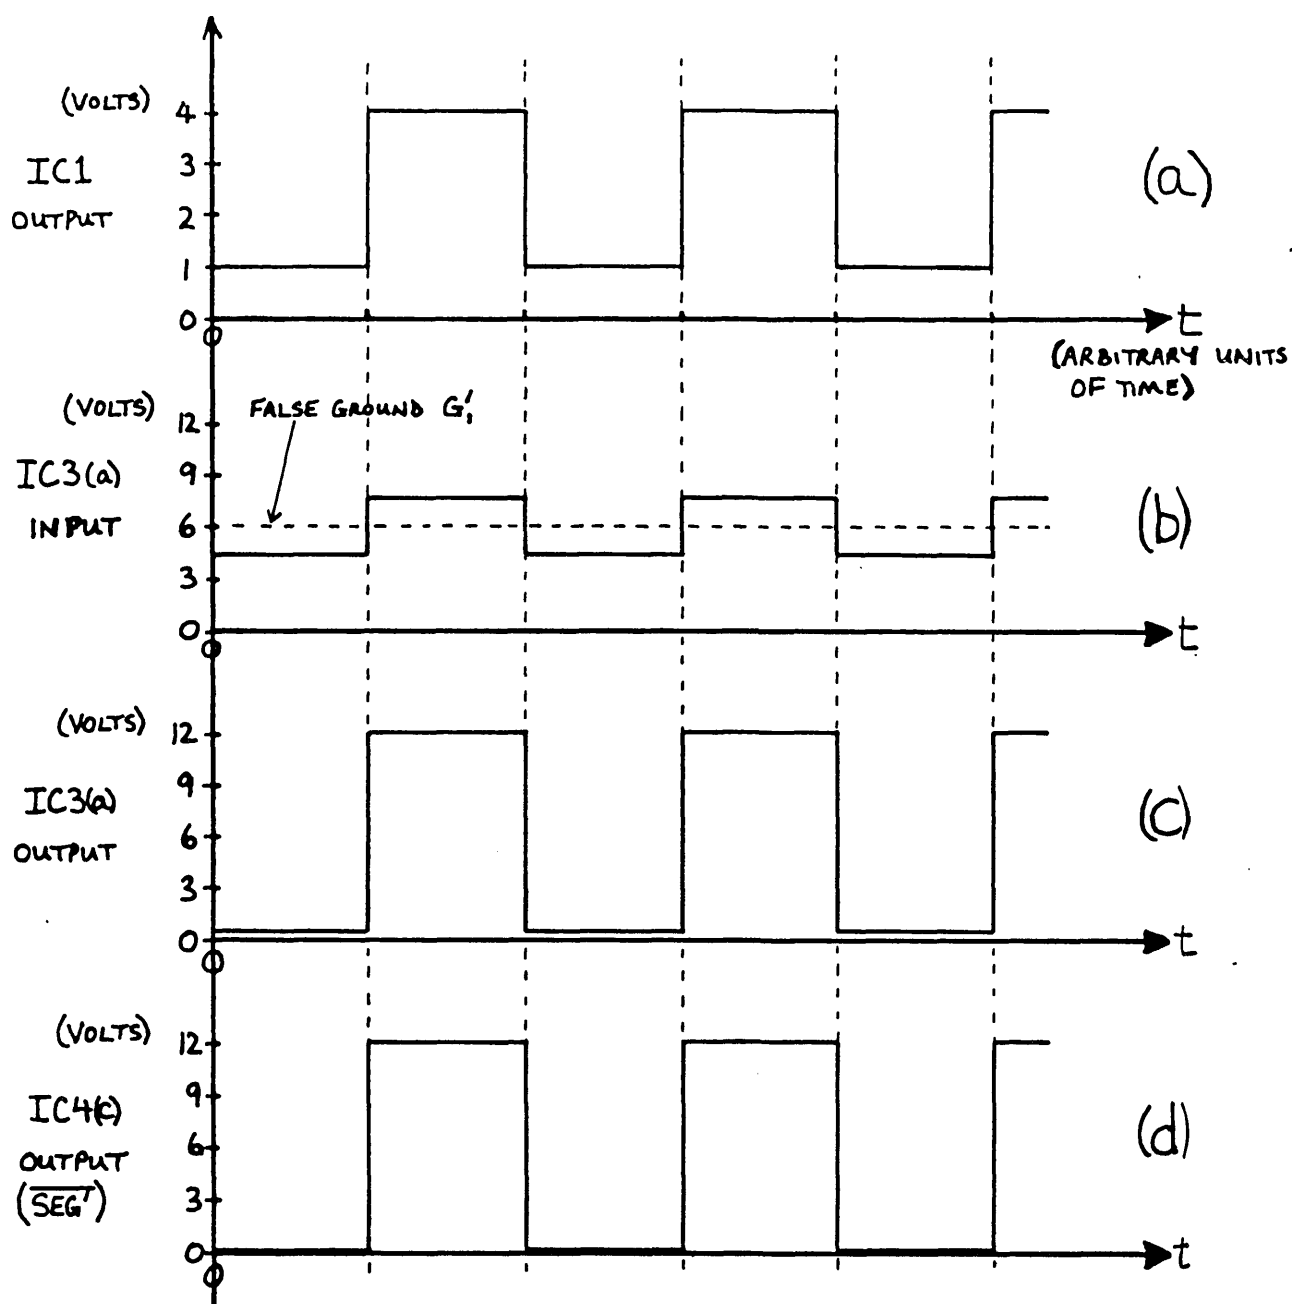 (VOLTS)
4
IC1
OUTPUT
3
2
1
0
0
t
(ARBITRARY UNITS
OF TIME)
(a)
(VOLTS)
12
FALSE GROUND G'1
IC3(a)
INPUT
9
6
3
0
0
t
(b)
(VOLTS)
12
IC3(a)
OUTPUT
9
6
3
0
0
t
(c)
(VOLTS)
12
IC4(c)
OUTPUT
(SEG')
9
6
3
0
0
t
(d)